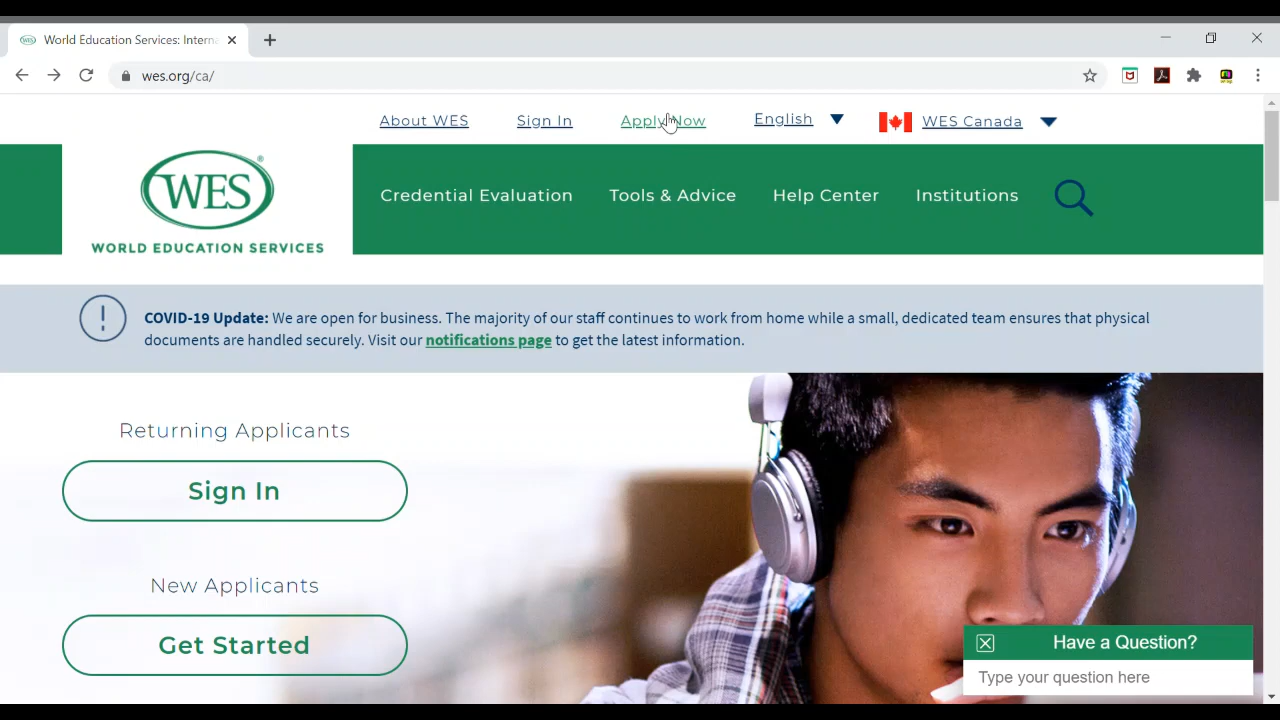 World Education Services: Interna
wes.org/ca/
About WES Sign In Apply Now English WES Canada
WES
WORLD EDUCATION SERVICES
Credential Evaluation Tools & Advice Help Center Institutions
COVID-19 Update: We are open for business. The majority of our staff continues to work from home while a small, dedicated team ensures that physical
documents are handled securely. Visit our notifications page to get the latest information.
Returning Applicants
Sign In
New Applicants
Get Started
Have a Question?
Type your question here